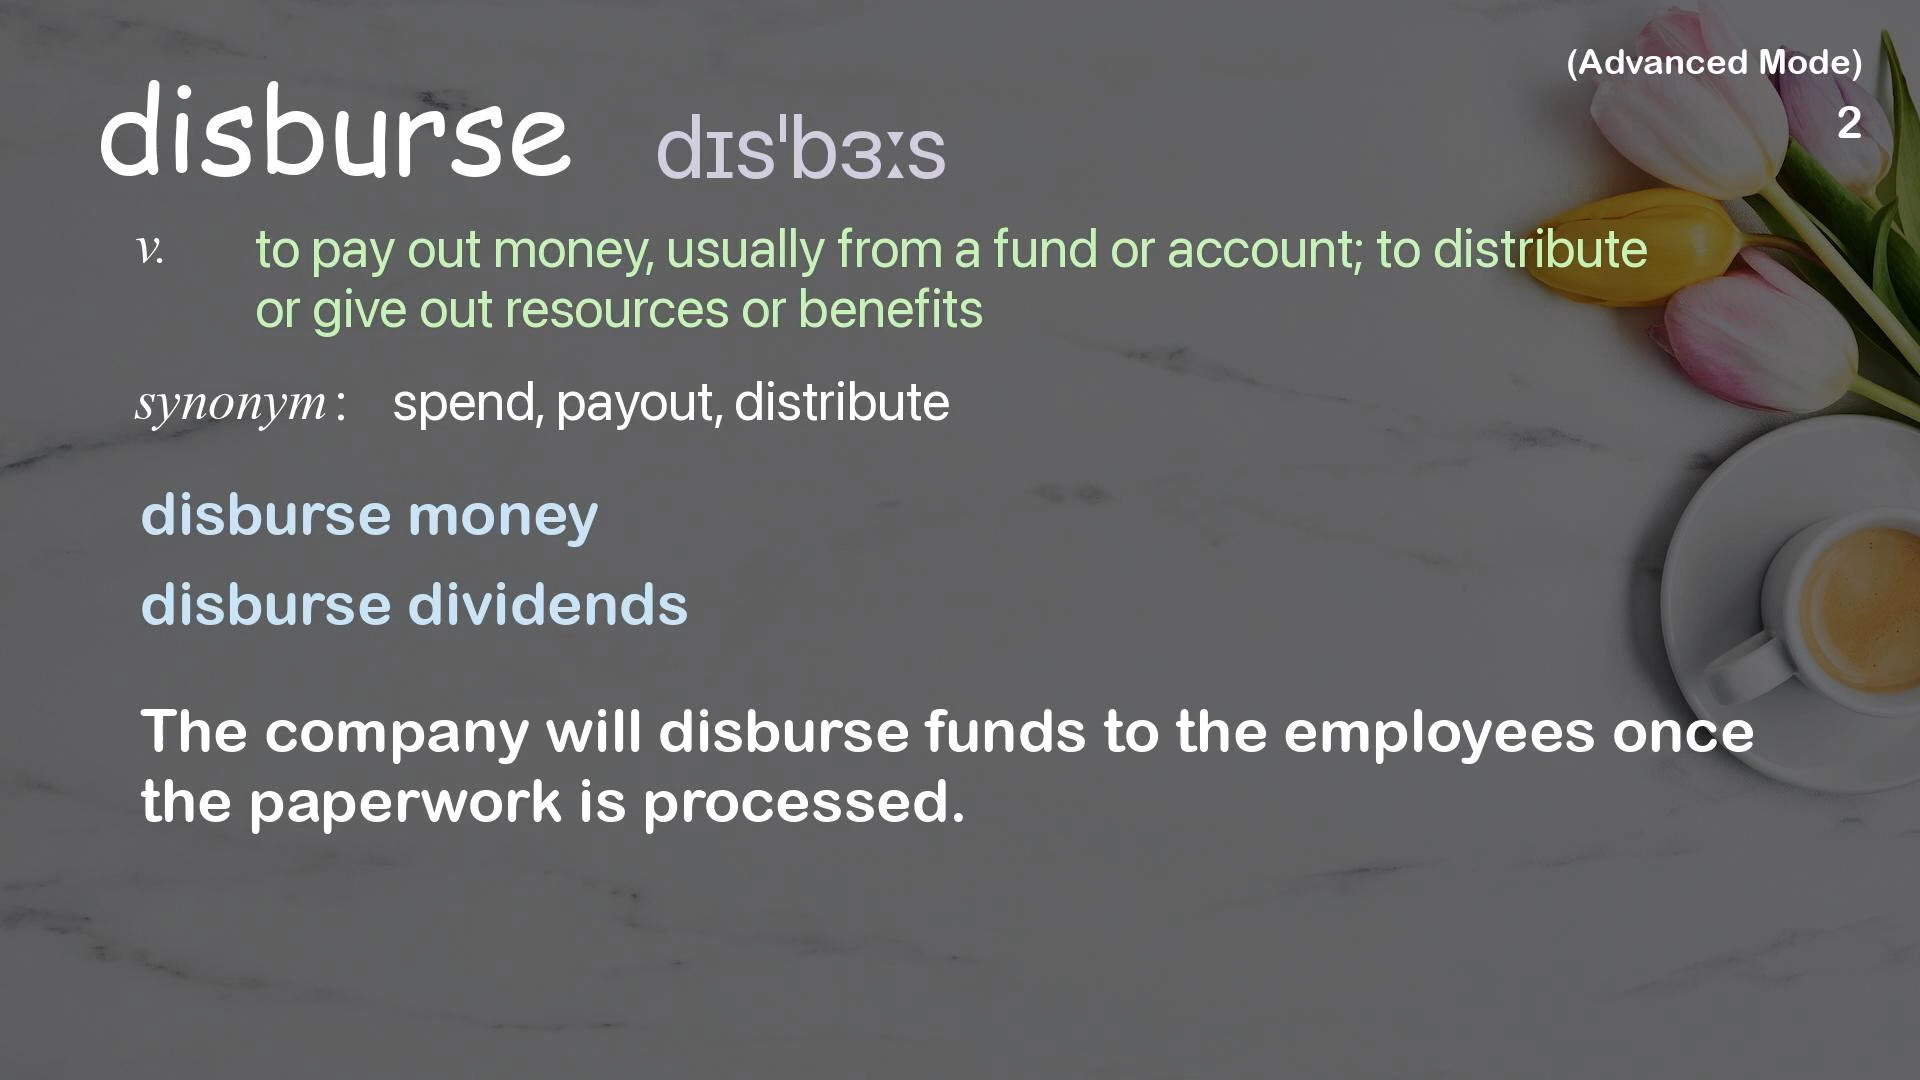 (Advanced Mode)
2
disburse dɪsˈbɜːs
v. to pay out money, usually from a fund or account; to distribute
or give out resources or benefits
synonym : spend, payout, distribute
disburse money
disburse dividends
The company will disburse funds to the employees once
the paperwork is processed.